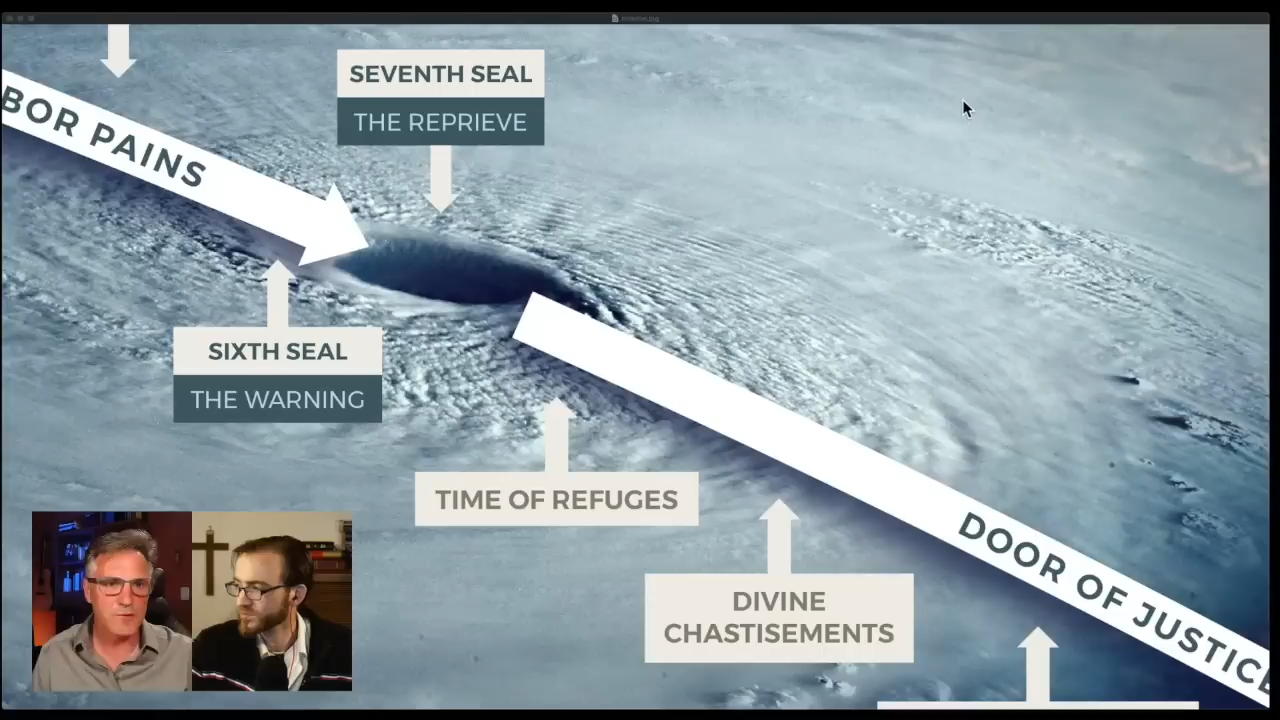 SEVENTH SEAL
THE REPRIEVE
BOR PAINS
SIXTH SEAL
THE WARNING
TIME OF REFUGES
DOOR OF JUSTICE
DIVINE
CHASTISEMENTS